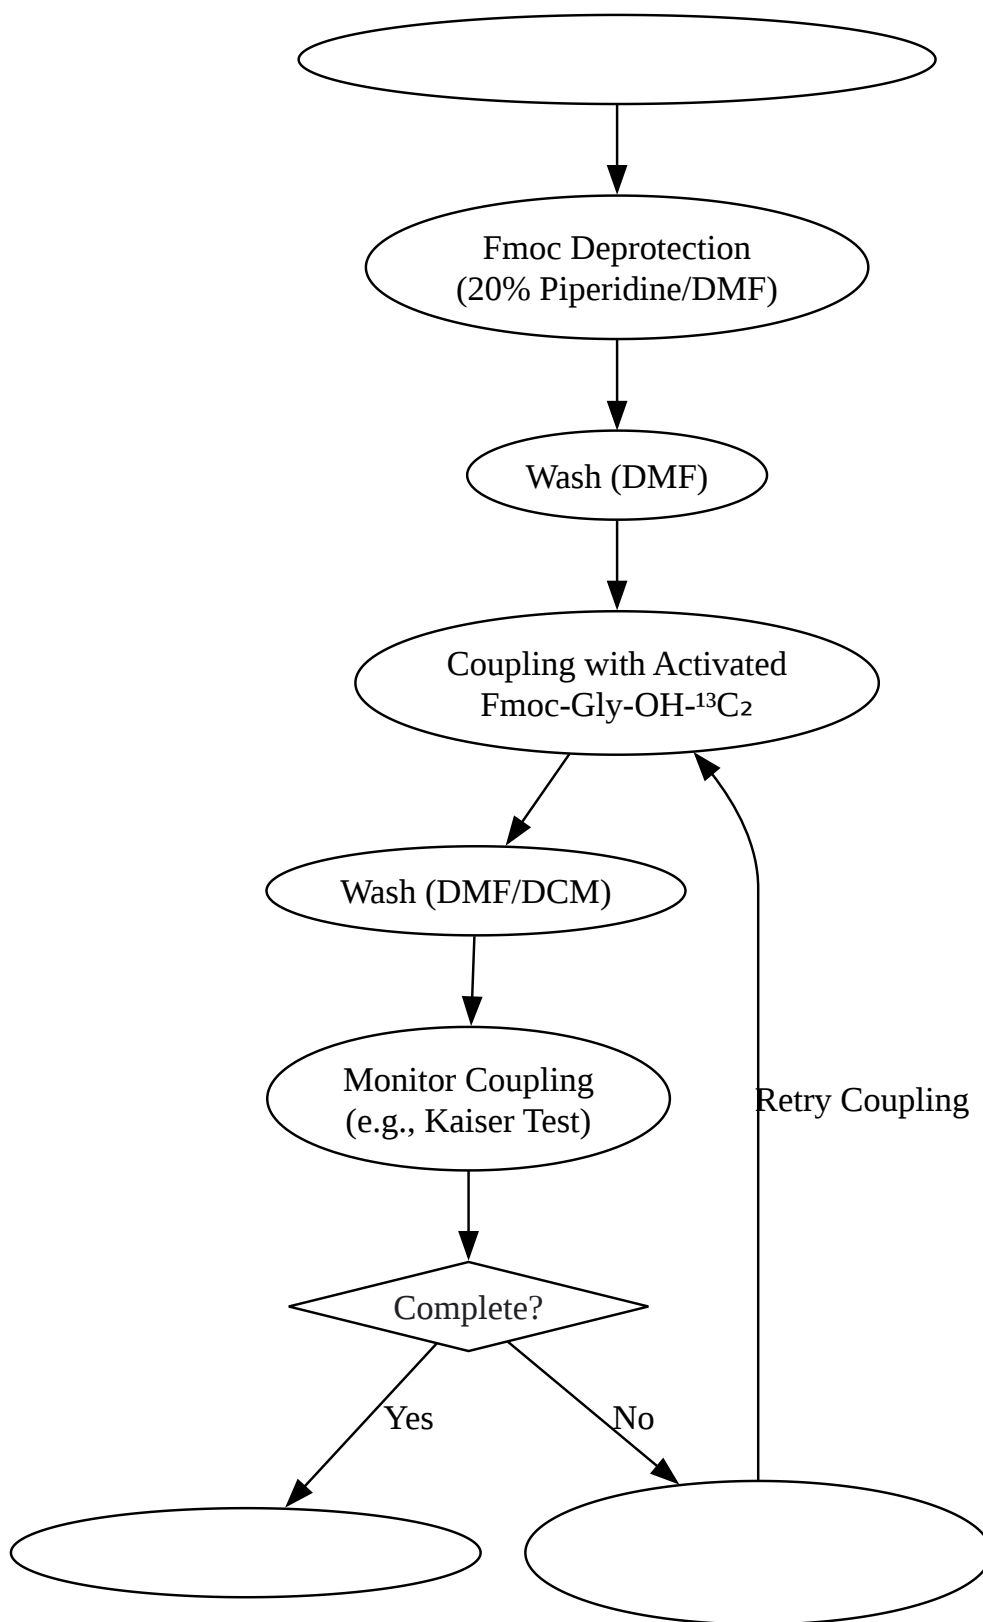 Fmoc Deprotection
(20% Piperidine/DMF)
Wash (DMF)
Coupling with Activated
Fmoc-Gly-OH-¹³C₂
Wash (DMF/DCM)
Monitor Coupling
(e.g., Kaiser Test)
Retry Coupling
Complete?
Yes
No